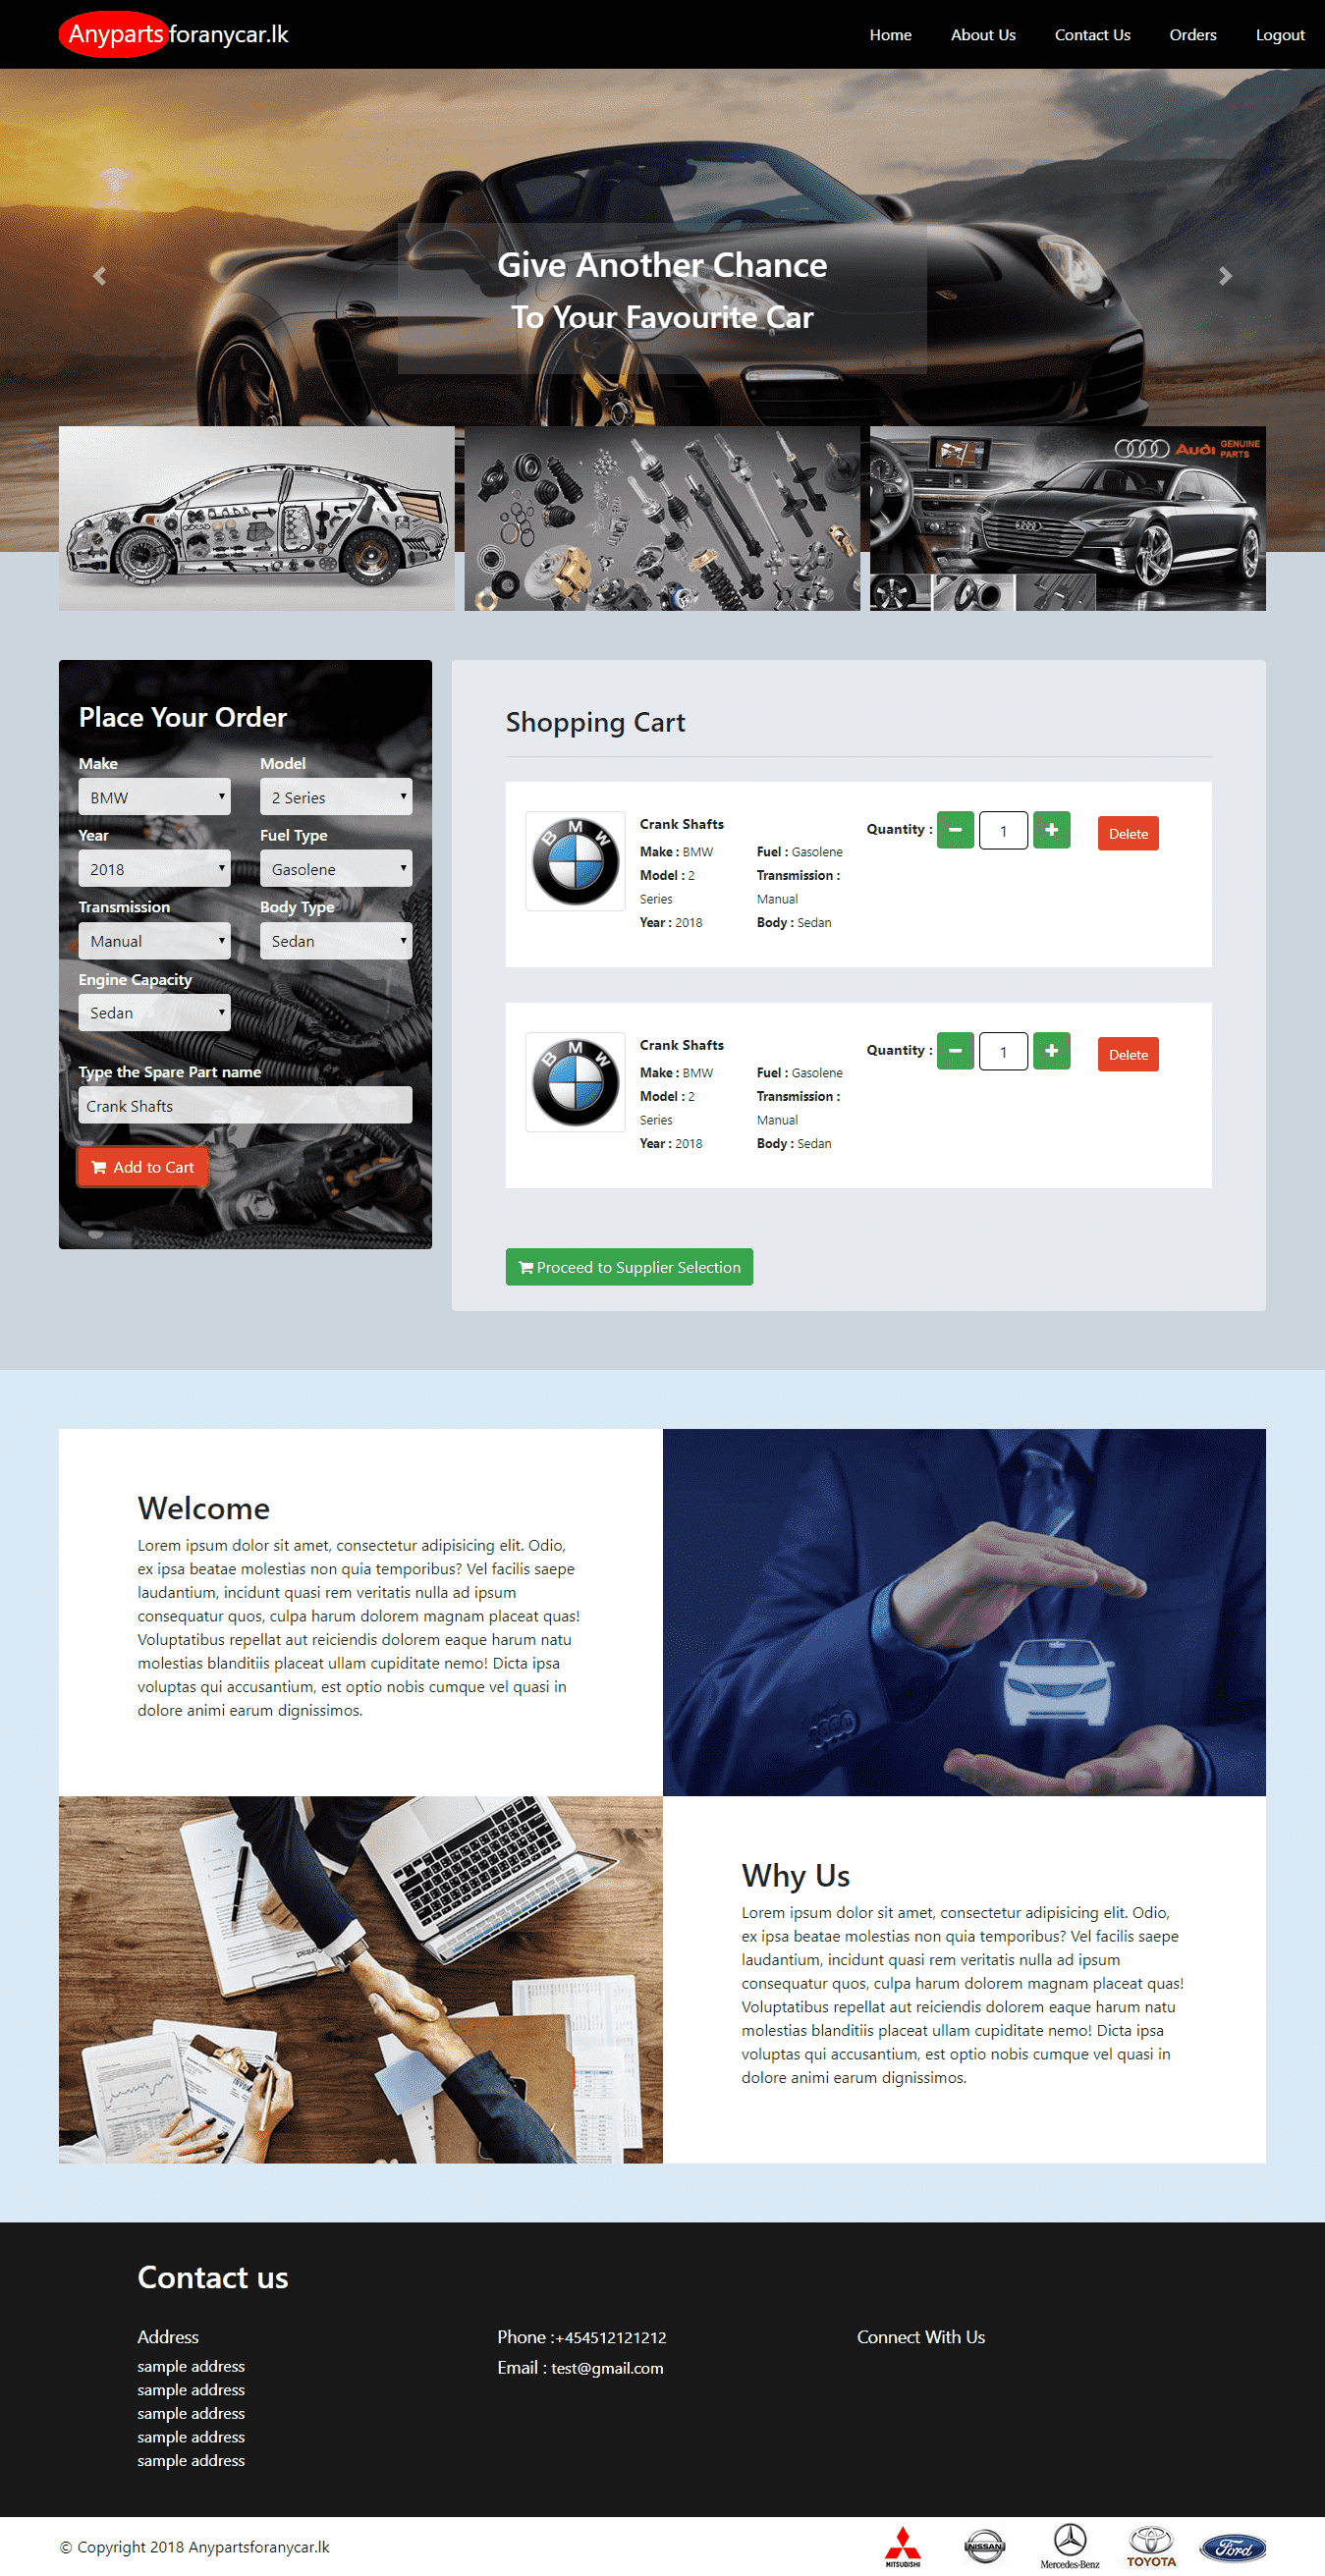 Anypartsforanycar.lk
Home About Us Contact Us Orders Logout
Give Another Chance
To Your Favourite Car
Audi GENUINE
PARTS
Place Your Order
Make Model
BMW 2 Series
Year Fuel Type
2018 Gasolene
Transmission Body Type
Manual Sedan
Engine Capacity
Sedan
Type the Spare Part name
Crank Shafts
Add to Cart
Shopping Cart
BMW
Crank Shafts
Make : BMW
Model : 2
Series
Year : 2018
Fuel : Gasolene
Transmission :
Manual
Body : Sedan
Quantity : 1
Delete
BMW
Crank Shafts
Make : BMW
Model : 2
Series
Year : 2018
Fuel : Gasolene
Transmission :
Manual
Body : Sedan
Quantity : 1
Delete
Proceed to Supplier Selection
Welcome
Lorem ipsum dolor sit amet, consectetur adipisicing elit. Odio,
ex ipsa beatae molestias non quia temporibus? Vel facilis saepe
laudantium, incidunt quasi rem veritatis nulla ad ipsum
consequatur quos, culpa harum dolorem magnam placeat quas!
Voluptatibus repellat aut reiciendis dolorem eaque harum natu
molestias blanditiis placeat ullam cupiditate nemo! Dicta ipsa
voluptas qui accusantium, est optio nobis cumque vel quasi in
dolore animi earum dignissimos.
Why Us
Lorem ipsum dolor sit amet, consectetur adipisicing elit. Odio,
ex ipsa beatae molestias non quia temporibus? Vel facilis saepe
laudantium, incidunt quasi rem veritatis nulla ad ipsum
consequatur quos, culpa harum dolorem magnam placeat quas!
Voluptatibus repellat aut reiciendis dolorem eaque harum natu
molestias blanditiis placeat ullam cupiditate nemo! Dicta ipsa
voluptas qui accusantium, est optio nobis cumque vel quasi in
dolore animi earum dignissimos.
Contact us
Address
sample address
sample address
sample address
sample address
sample address
Phone :+454512121212
Email : test@gmail.com
Connect With Us
© Copyright 2018 Anypartsforanycar.lk
MITSUBISHI
NISSAN
Mercedes-Benz
TOYOTA
Ford